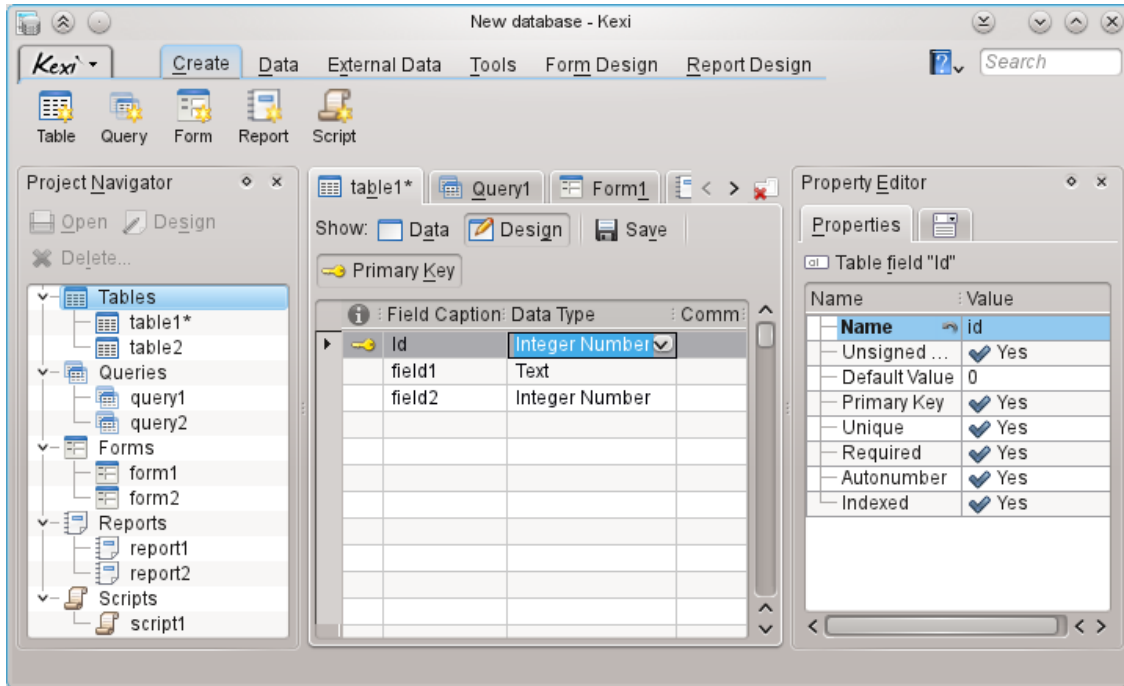 New database - Kexi
Kexi Create Data External Data Tools Form Design Report Design ? Search
Table Query Form Report Script
Project Navigator
Open Design
Delete...
Tables
table1*
table2
Queries
query1
query2
Forms
form1
form2
Reports
report1
report2
Scripts
script1
table1* Query1 Form1
Show: Data Design Save
Primary Key
Field Caption Data Type Comm
Id Integer Number
field1 Text
field2 Integer Number
Property Editor
Properties
Table field "Id"
Name Value
Name id
Unsigned ... Yes
Default Value 0
Primary Key Yes
Unique Yes
Required Yes
Autonumber Yes
Indexed Yes